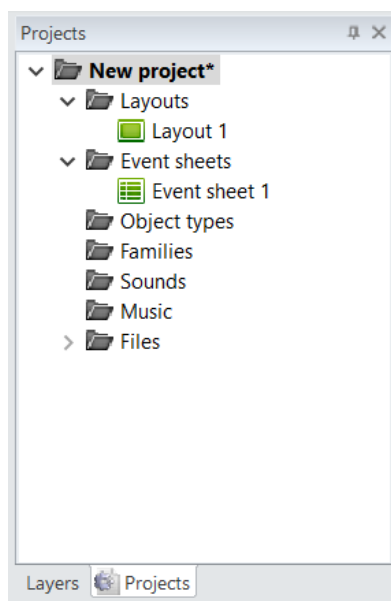 Projects
New project*
Layouts
Layout 1
Event sheets
Event sheet 1
Object types
Families
Sounds
Music
Files
Layers Projects